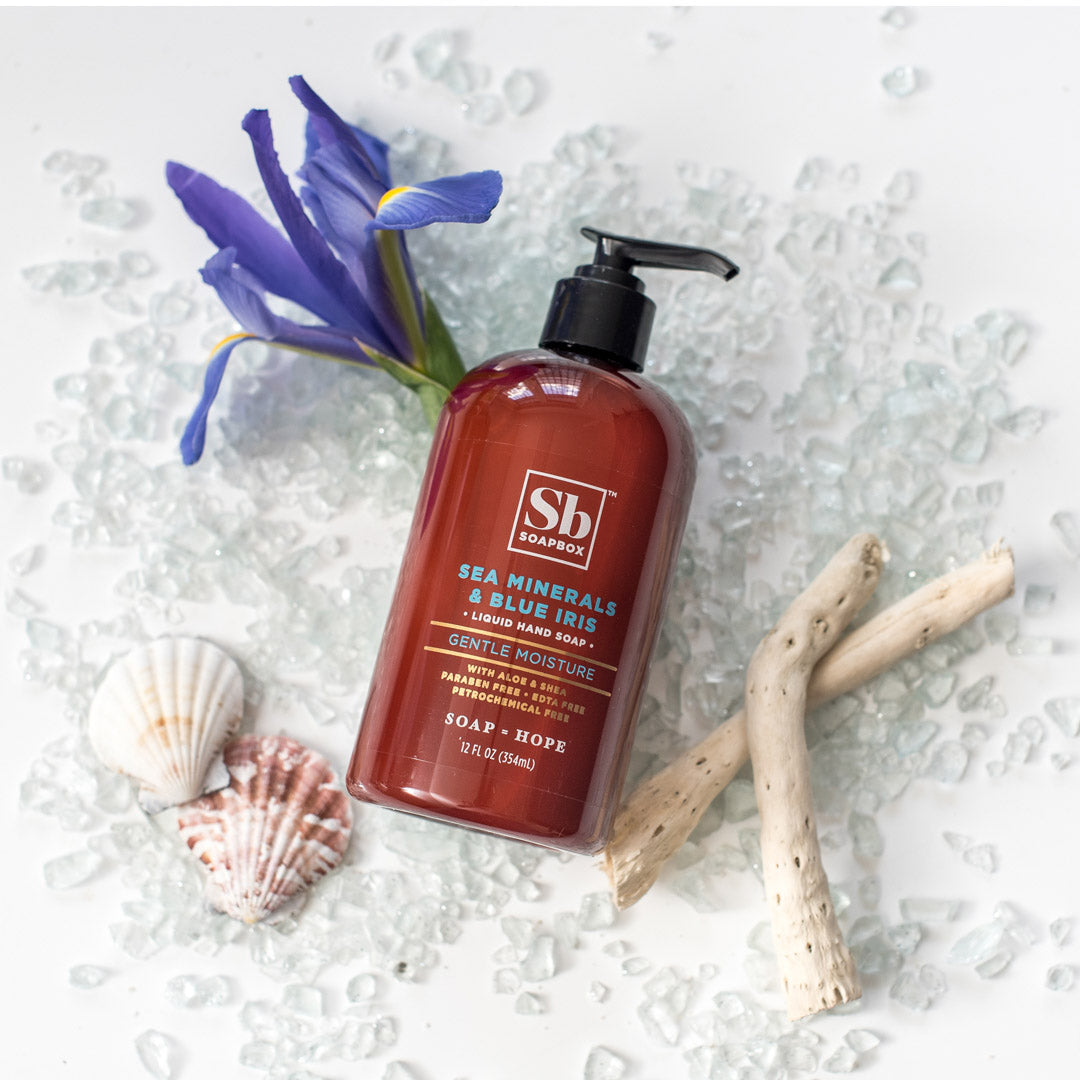 Sb ™
SOAPBOX
SEA MINERALS
& BLUE IRIS
• LIQUID HAND SOAP •
GENTLE MOISTURE
WITH ALOE & SHEA
PARABEN FREE • EDTA FREE
PETROCHEMICAL FREE
SOAP = HOPE
12 FL OZ (354mL)